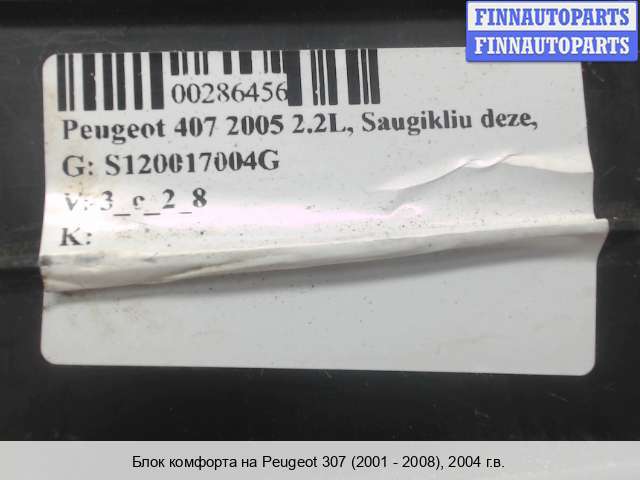 FINNAUTOPARTS
FINNAUTOPARTS
00286456
Peugeot 407 2005 2.2L, Saugikliu deze,
G: S120017004G
V: 3_c_2_8
K:
Блок комфорта на Peugeot 307 (2001 - 2008), 2004 г.в.